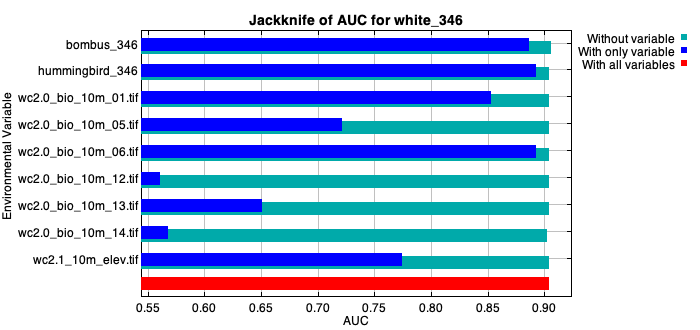 Jackknife of AUC for white_346
Without variable
With only variable
With all variables
Environmental Variable
bombus_346
hummingbird_346
wc2.0_bio_10m_01.tif
wc2.0_bio_10m_05.tif
wc2.0_bio_10m_06.tif
wc2.0_bio_10m_12.tif
wc2.0_bio_10m_13.tif
wc2.0_bio_10m_14.tif
wc2.1_10m_elev.tif
0.55 0.60 0.65 0.70 0.75 0.80 0.85 0.90
AUC